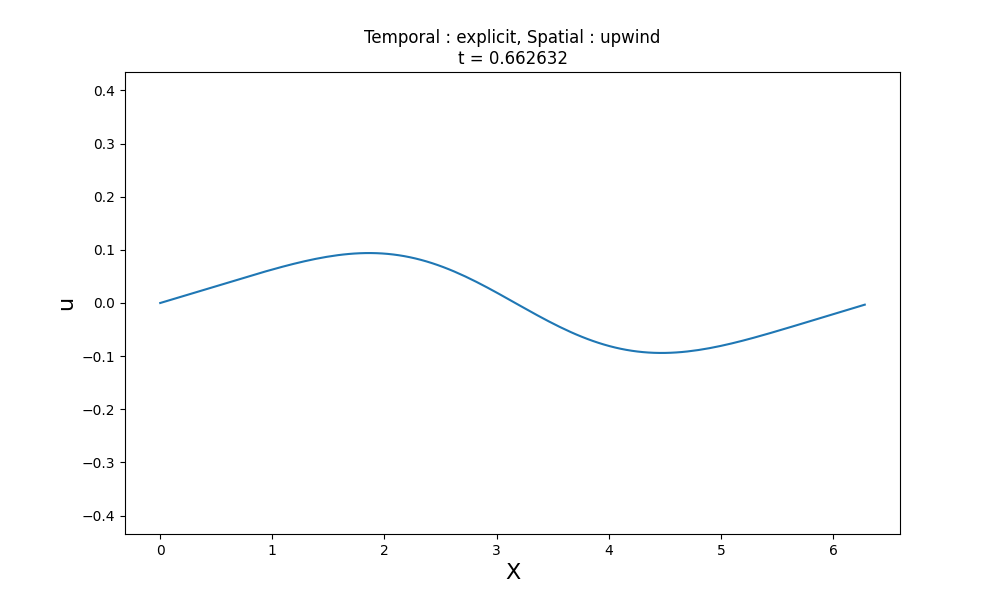 Temporal : explicit, Spatial : upwind
t = 0.662632
0.4
0.3
0.2
0.1
0.0
−0.1
−0.2
−0.3
−0.4
u
0 1 2 3 4 5 6
X